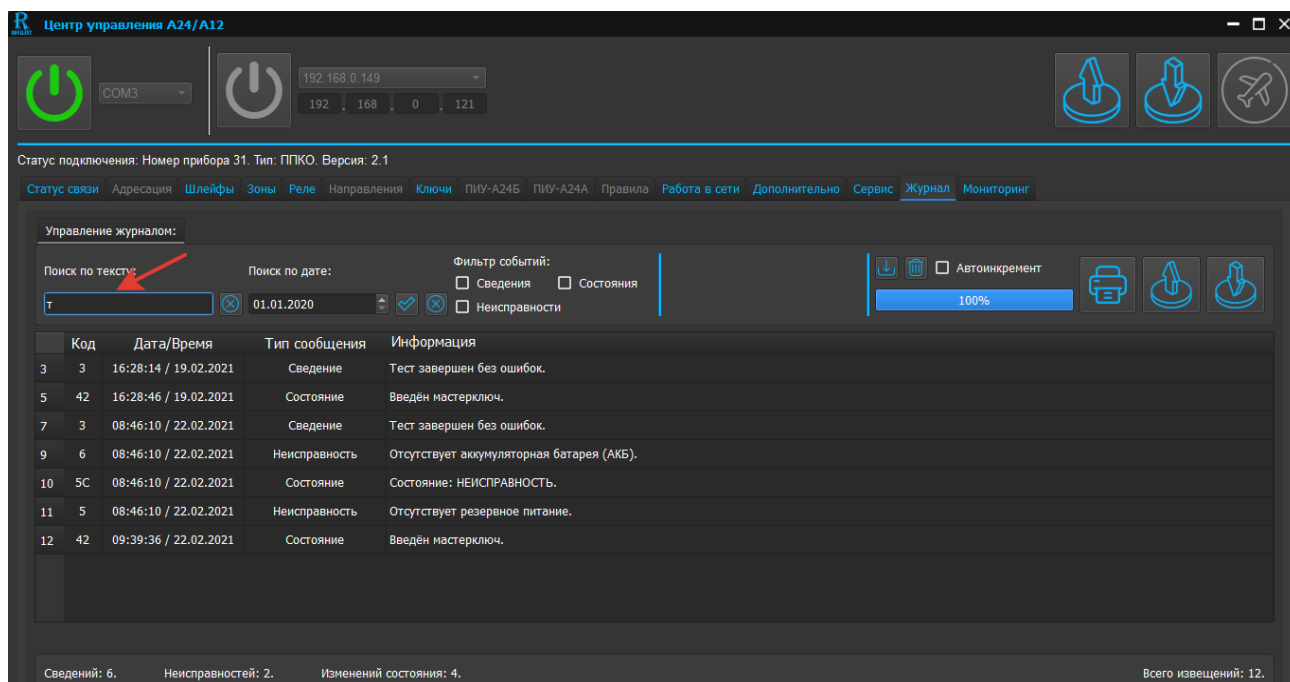 Центр управления А24/А12
COM3
192.168.0.149
192 . 168 . 0 . 121
Статус подключения: Номер прибора 31. Тип: ППКО. Версия: 2.1
Статус связи Адресация Шлейфы Зоны Реле Направления Ключи ПИУ-А24Б ПИУ-А24А Правила Работа в сети Дополнительно Сервис Журнал Мониторинг
Управление журналом:
Поиск по тексту: Поиск по дате: Фильтр событий:
Сведения Состояния Автоинкремент
т 01.01.2020 Неисправности 100%
Код Дата/Время Тип сообщения Информация
3 3 16:28:14 / 19.02.2021 Сведение Тест завершен без ошибок.
5 42 16:28:46 / 19.02.2021 Состояние Введён мастерключ.
7 3 08:46:10 / 22.02.2021 Сведение Тест завершен без ошибок.
9 6 08:46:10 / 22.02.2021 Неисправность Отсутствует аккумуляторная батарея (АКБ).
10 5C 08:46:10 / 22.02.2021 Состояние Состояние: НЕИСПРАВНОСТЬ.
11 5 08:46:10 / 22.02.2021 Неисправность Отсутствует резервное питание.
12 42 09:39:36 / 22.02.2021 Состояние Введён мастерключ.
Сведений: 6. Неисправностей: 2. Изменений состояния: 4. Всего извещений: 12.